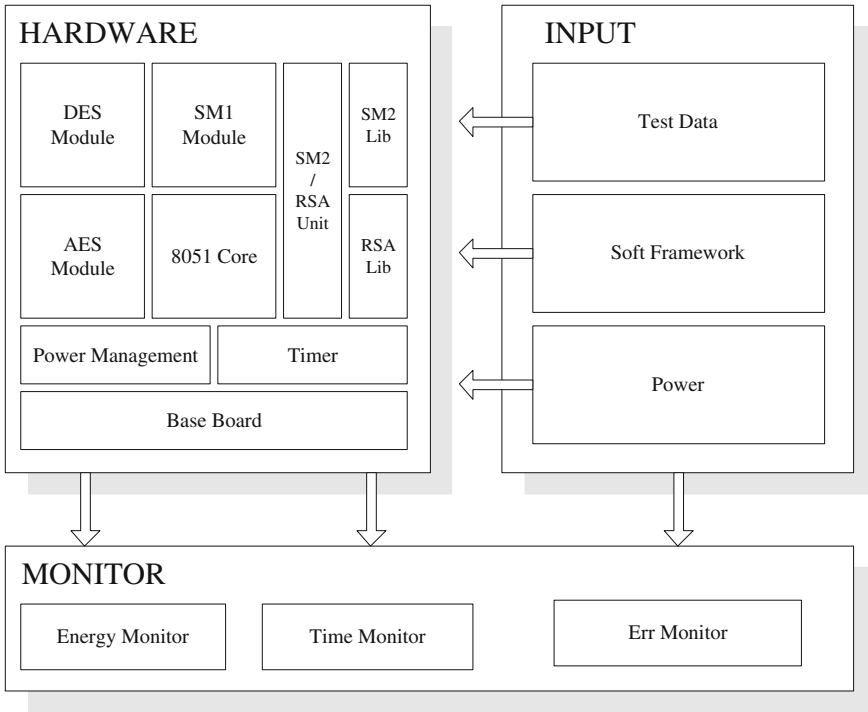 HARDWARE
DES
Module
SM1
Module
SM2
/
RSA
Unit
SM2
Lib
AES
Module
8051 Core
RSA
Lib
Power Management
Timer
Base Board
INPUT
Test Data
Soft Framework
Power
MONITOR
Energy Monitor
Time Monitor
Err Monitor